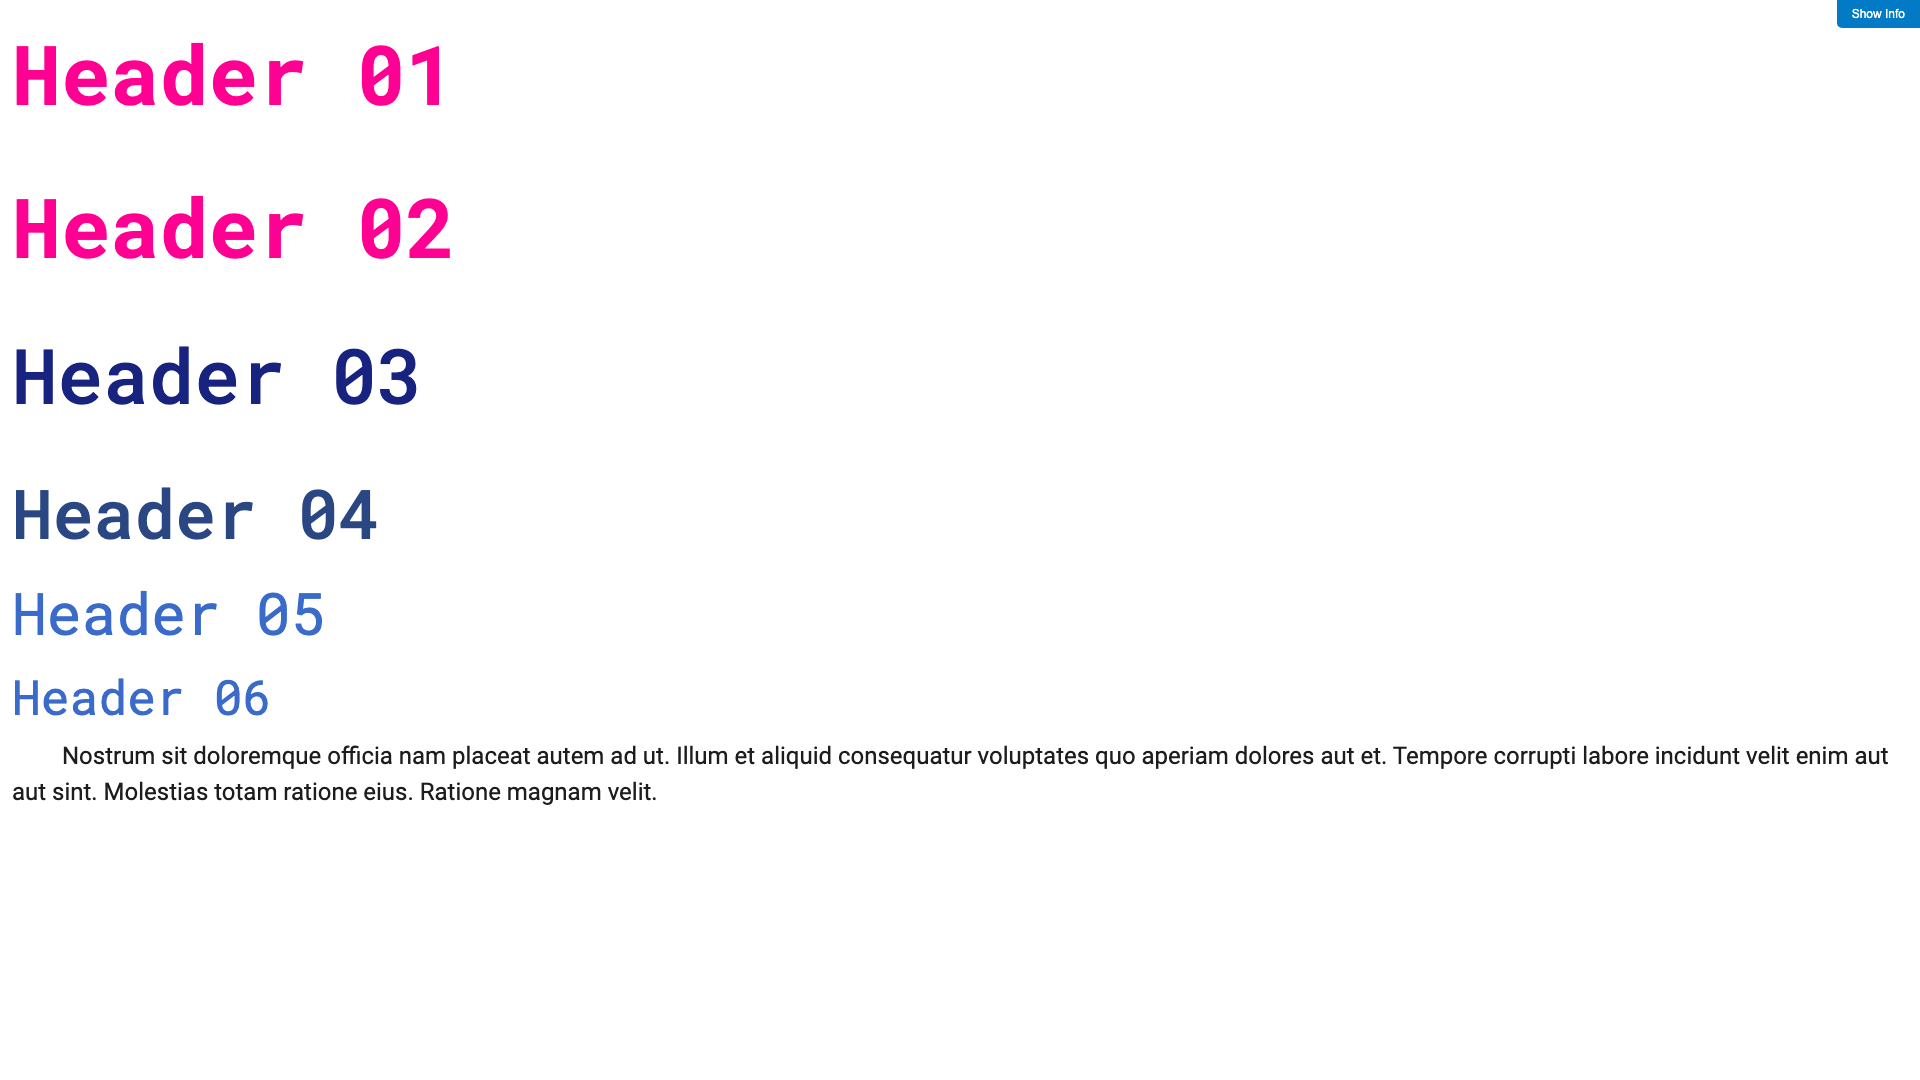 Show Info
Header 01
Header 02
Header 03
Header 04
Header 05
Header 06
Nostrum sit doloremque officia nam placeat autem ad ut. Illum et aliquid consequatur voluptates quo aperiam dolores aut et. Tempore corrupti labore incidunt velit enim aut
aut sint. Molestias totam ratione eius. Ratione magnam velit.